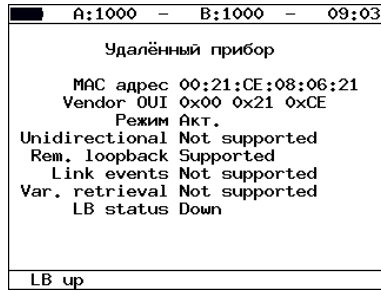 A:1000 – B:1000 – 09:03
Удалённый прибор
MAC адрес 00:21:CE:08:06:21
Vendor OUI 0x00 0x21 0xCE
Режим Акт.
Unidirectional Not supported
Rem. loopback Supported
Link events Not supported
Var. retrieval Not supported
LB status Down
LB up